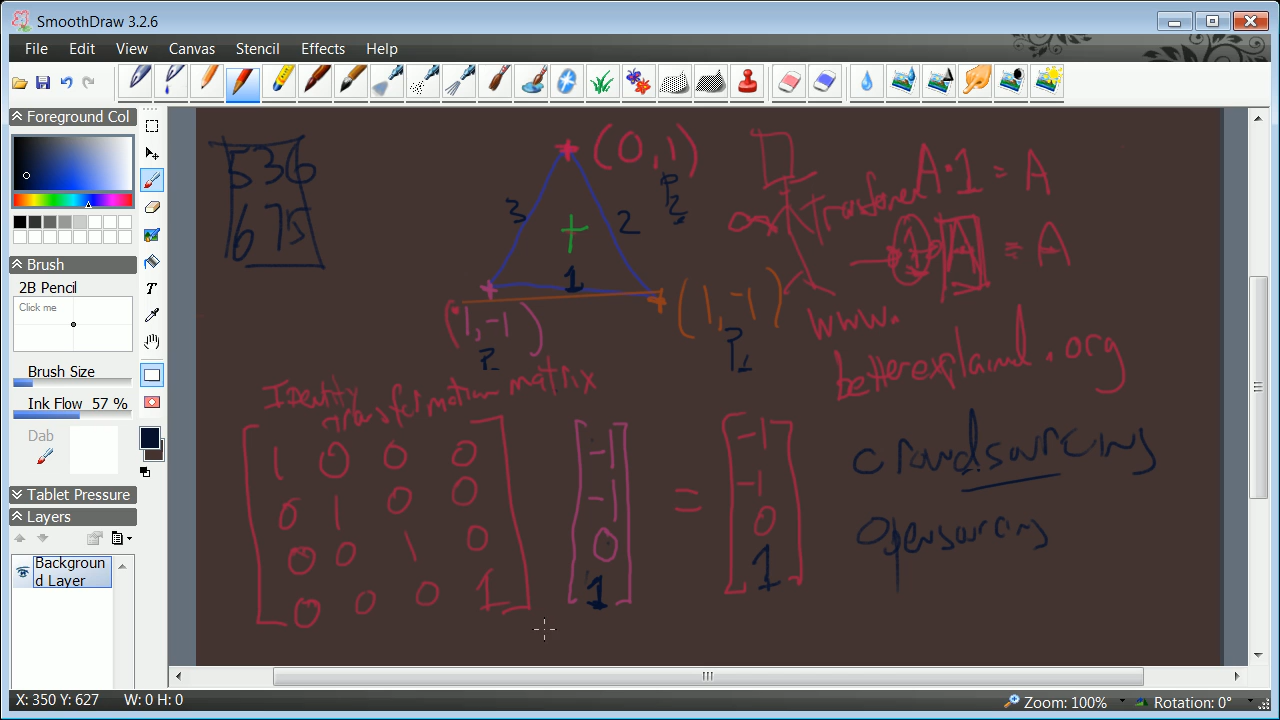 SmoothDraw 3.2.6
File Edit View Canvas Stencil Effects Help
Foreground Col
Brush
2B Pencil
Click me
Brush Size
Ink Flow 57 %
Dab
Tablet Pressure
Layers
Backgroun
d Layer
536
675
(0,1)
P2
3
2
1
(1,-1)
P
(1,-1)
P1
A·1 = A
1 · A = A
www.
betterexplained.org
Identity
transformation matrix
1 0 0 0
0 1 0 0
0 0 1 0
0 0 0 1
-1
-1
0
1
=
-1
-1
0
1
crowdsourcing
opensourcing
X: 350 Y: 627 W: 0 H: 0
Zoom: 100% Rotation: 0°